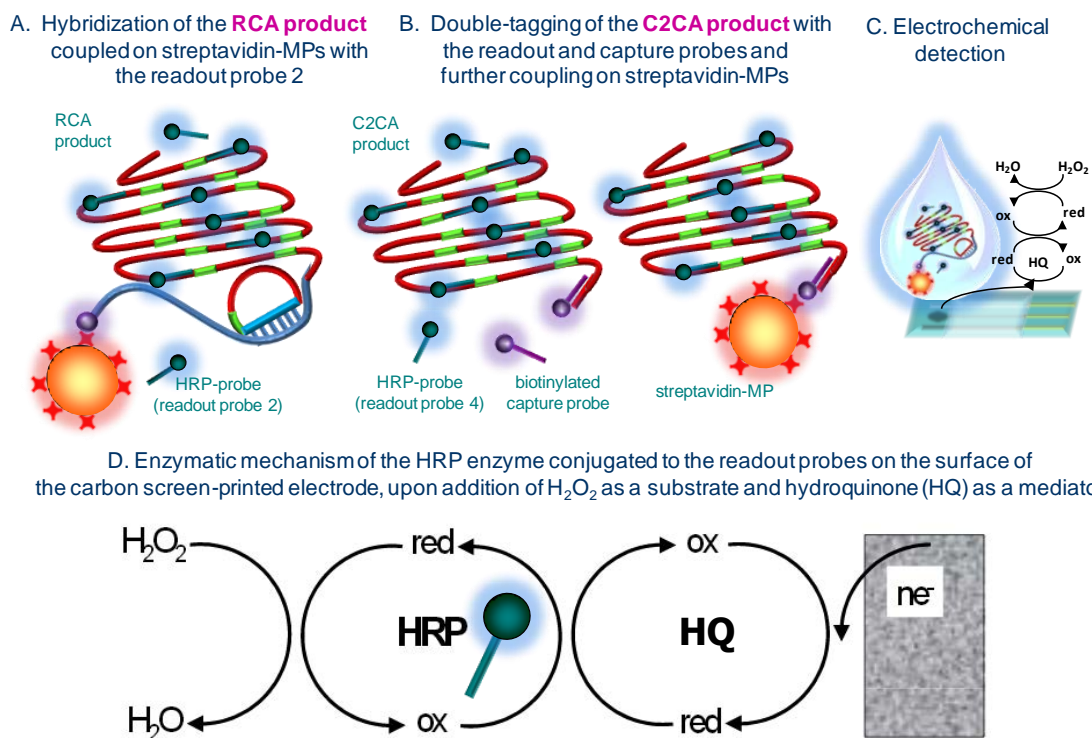 A. Hybridization of the RCA product
coupled on streptavidin-MPs with
the readout probe 2
B. Double-tagging of the C2CA product with
the readout and capture probes and
further coupling on streptavidin-MPs
C. Electrochemical
detection
RCA
product
HRP-probe
(readout probe 2)
C2CA
product
HRP-probe
(readout probe 4)
biotinylated
capture probe
streptavidin-MP
H₂O
H₂O₂
ox
red
red
HQ
ox
D. Enzymatic mechanism of the HRP enzyme conjugated to the readout probes on the surface of
the carbon screen-printed electrode, upon addition of H₂O₂ as a substrate and hydroquinone (HQ) as a mediato
H₂O₂
red
ox
ne⁻
HRP
HQ
H₂O
ox
red